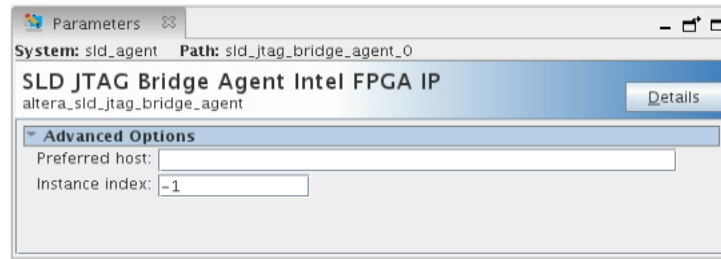 Parameters
System: sld_agent Path: sld_jtag_bridge_agent_0
SLD JTAG Bridge Agent Intel FPGA IP
altera_sld_jtag_bridge_agent
Details
Advanced Options
Preferred host:
Instance index: -1